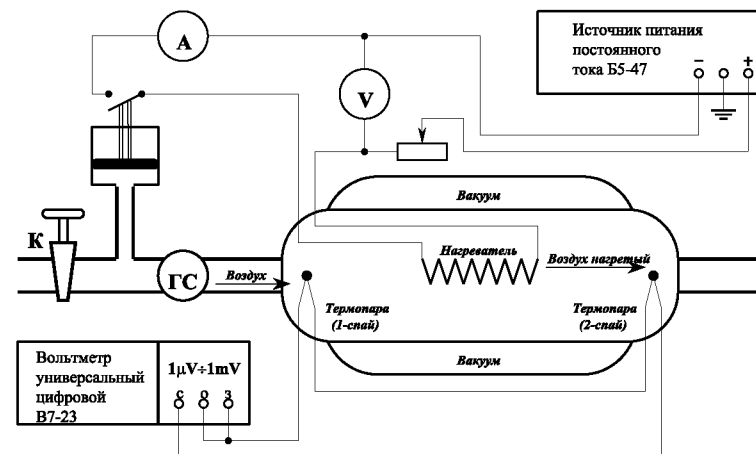 А
Источник питания
постоянного
тока Б5-47
− +
V
Вакуум
К
Нагреватель
Воздух нагретый
ГС
Воздух
Термопара
(1-спай)
Термопара
(2-спай)
Вакуум
Вольтметр
универсальный
цифровой
В7-23
1μV÷1mV
с о з